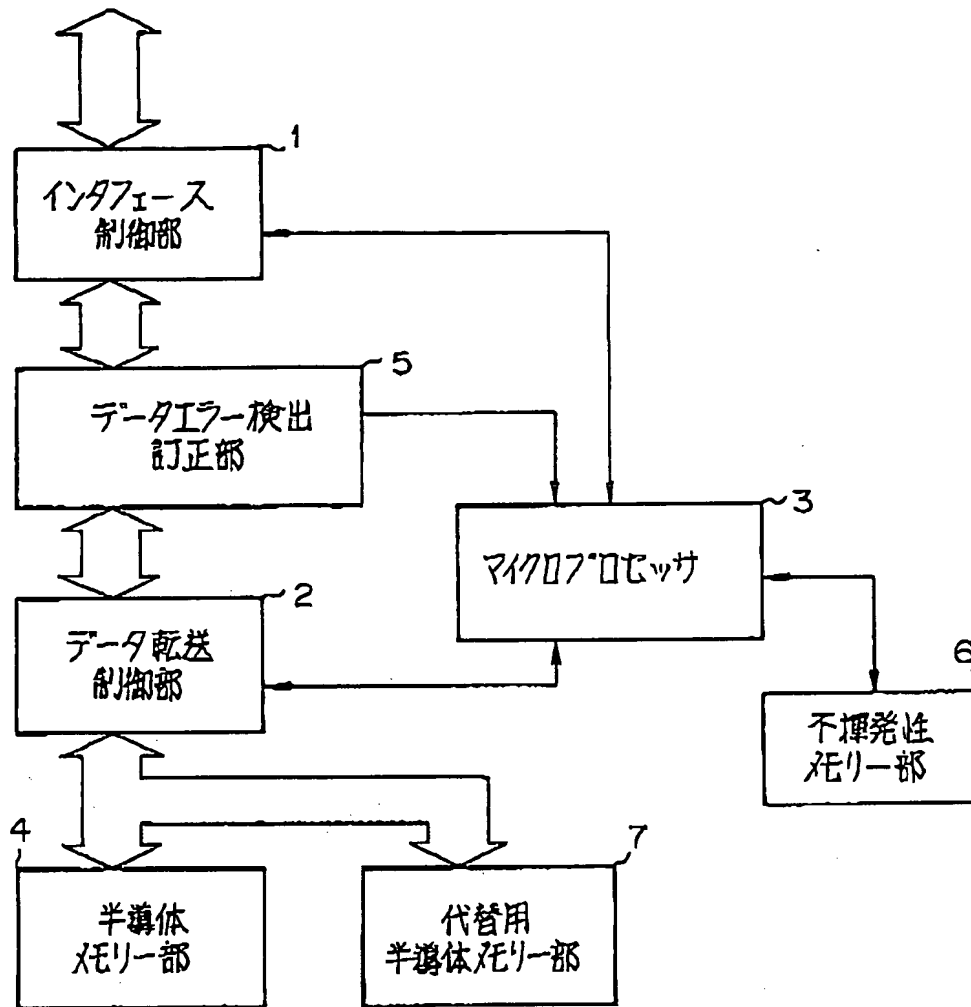 1
インタフェース
制御部
5
データエラー検出
訂正部
3
マイクロプロセッサ
2
データ転送
制御部
6
不揮発性
メモリー部
4
半導体
メモリー部
7
代替用
半導体メモリー部